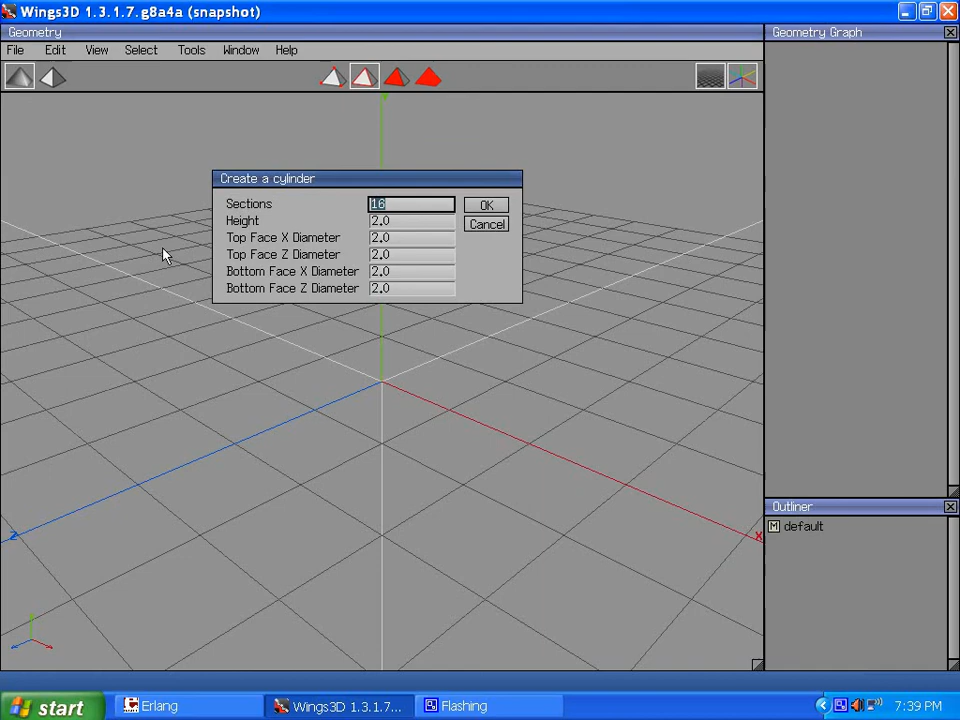 Wings3D 1.3.1.7.g8a4a (snapshot)
Geometry
File Edit View Select Tools Window Help
Create a cylinder
Sections 16
Height 2.0
Top Face X Diameter 2.0
Top Face Z Diameter 2.0
Bottom Face X Diameter 2.0
Bottom Face Z Diameter 2.0
OK
Cancel
Z
X
Geometry Graph
Outliner
M default
start
Erlang
Wings3D 1.3.1.7...
Flashing
7:39 PM